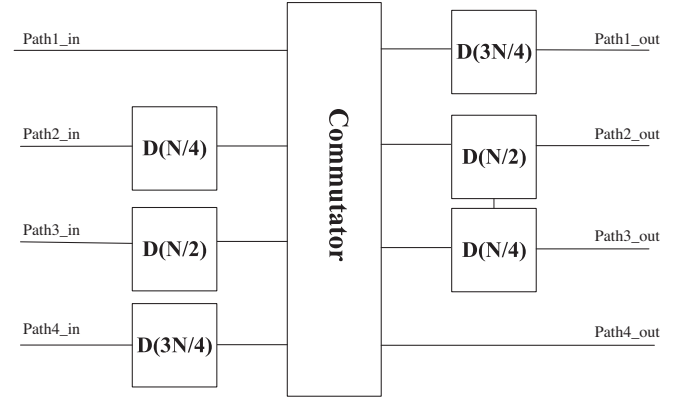 Path1_in
D(3N/4)
Path1_out
Path2_in
D(N/4)
Commutator
D(N/2)
Path2_out
Path3_in
D(N/2)
D(N/4)
Path3_out
Path4_in
D(3N/4)
Path4_out